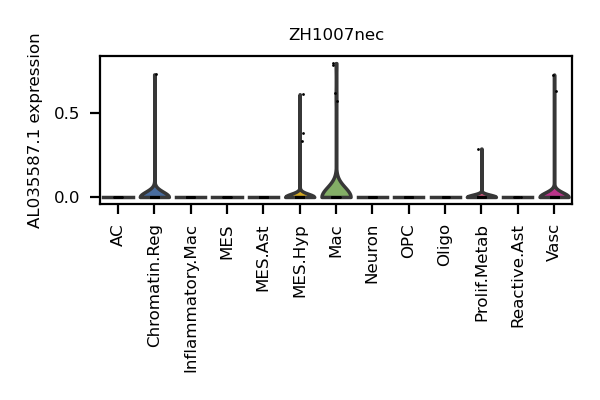 ZH1007nec
AL035587.1 expression
0.5
0.0
AC
Chromatin.Reg
Inflammatory.Mac
MES
MES.Ast
MES.Hyp
Mac
Neuron
OPC
Oligo
Prolif.Metab
Reactive.Ast
Vasc